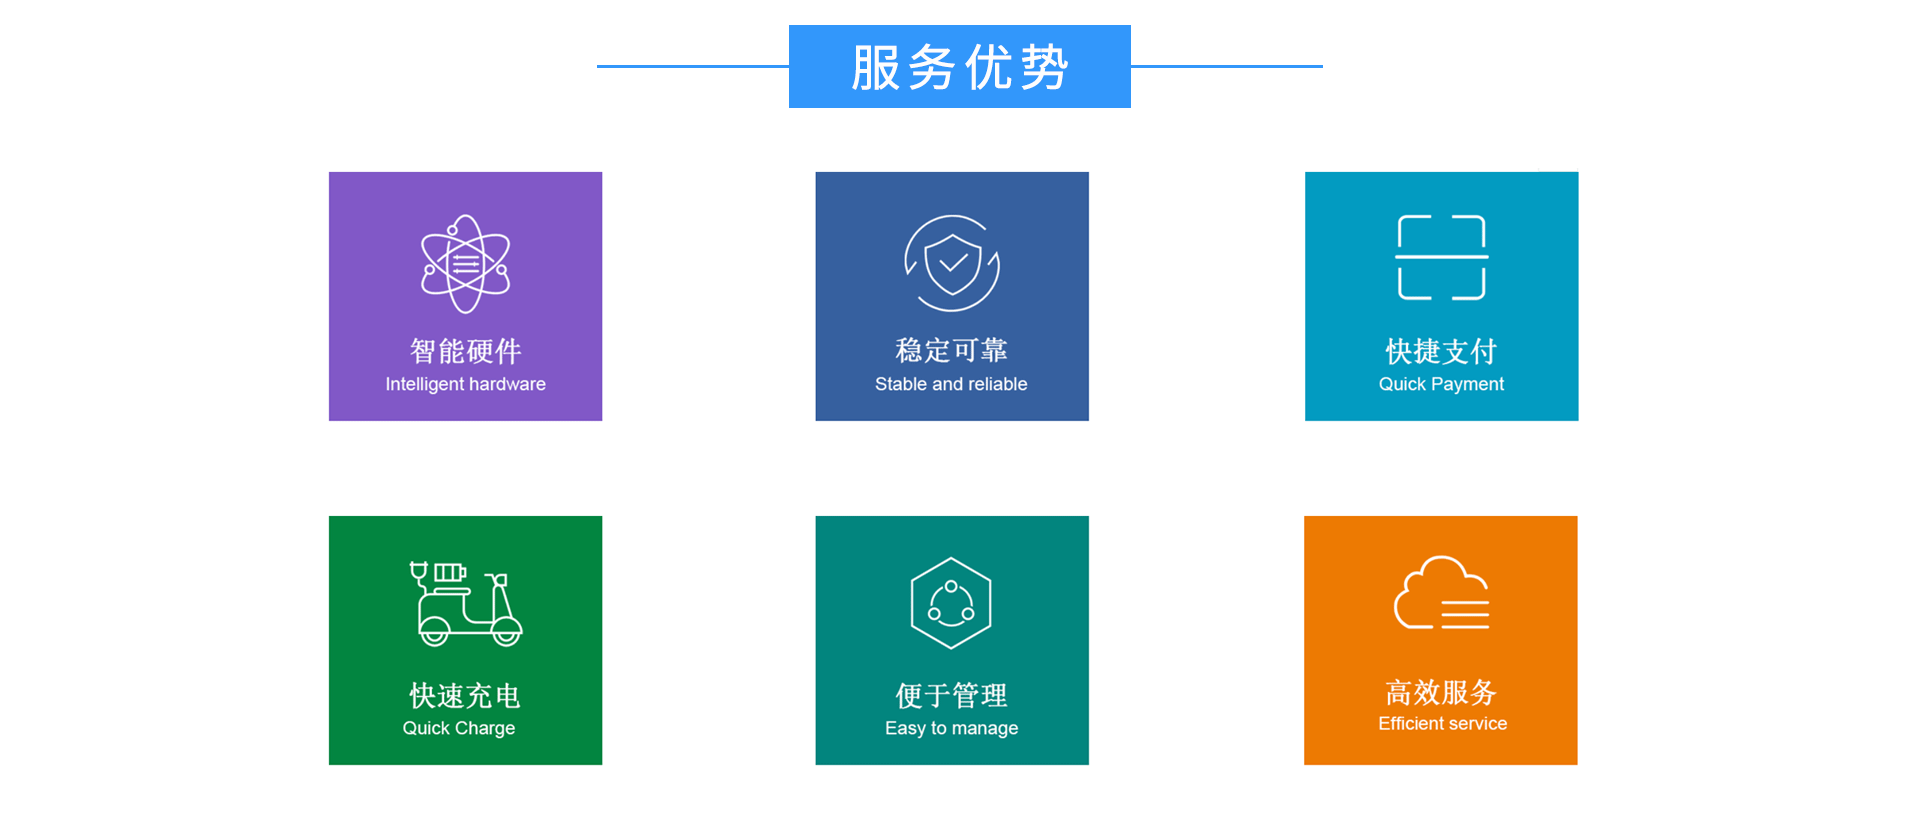 服务优势
智能硬件
Intelligent hardware
稳定可靠
Stable and reliable
快捷支付
Quick Payment
快速充电
Quick Charge
便于管理
Easy to manage
高效服务
Efficient service